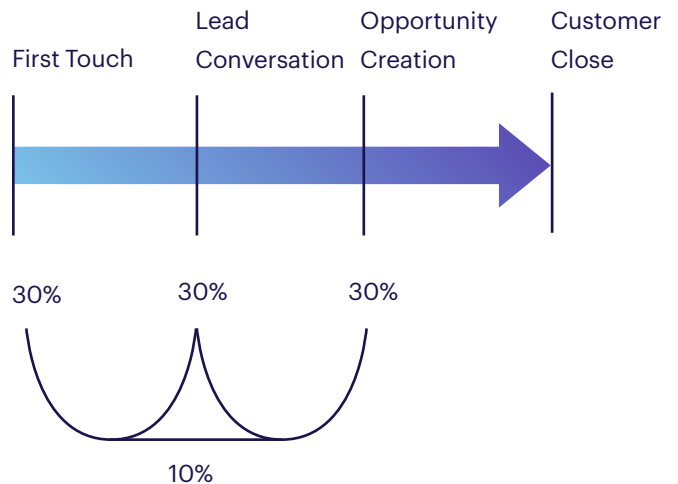 First Touch
Lead
Conversation
Opportunity
Creation
Customer
Close
30%
30%
30%
10%